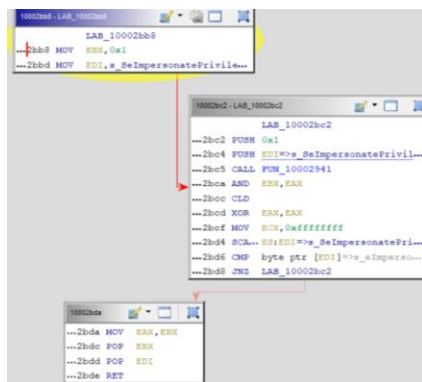 10002bb8 - LAB_10002bb8
LAB_10002bb8
...2bb8 MOV EBX,0x1
...2bbd MOV EDI,s_SeImpersonatePrivile...
10002bc2 - LAB_10002bc2
LAB_10002bc2
...2bc2 PUSH 0x1
...2bc4 PUSH EDI=>s_SeImpersonatePrivil...
...2bc5 CALL FUN_10002941
...2bca AND EBX,EAX
...2bcc CLD
...2bcd XOR EAX,EAX
...2bcf MOV ECX,0xffffffff
...2bd4 SCA... ES:EDI=>s_SeImpersonatePri...
...2bd6 CMP byte ptr [EDI]=>s_eImperso...
...2bd8 JNZ LAB_10002bc2
10002bda
...2bda MOV EAX,EBX
...2bdc POP EBX
...2bdd POP EDI
...2bde RET